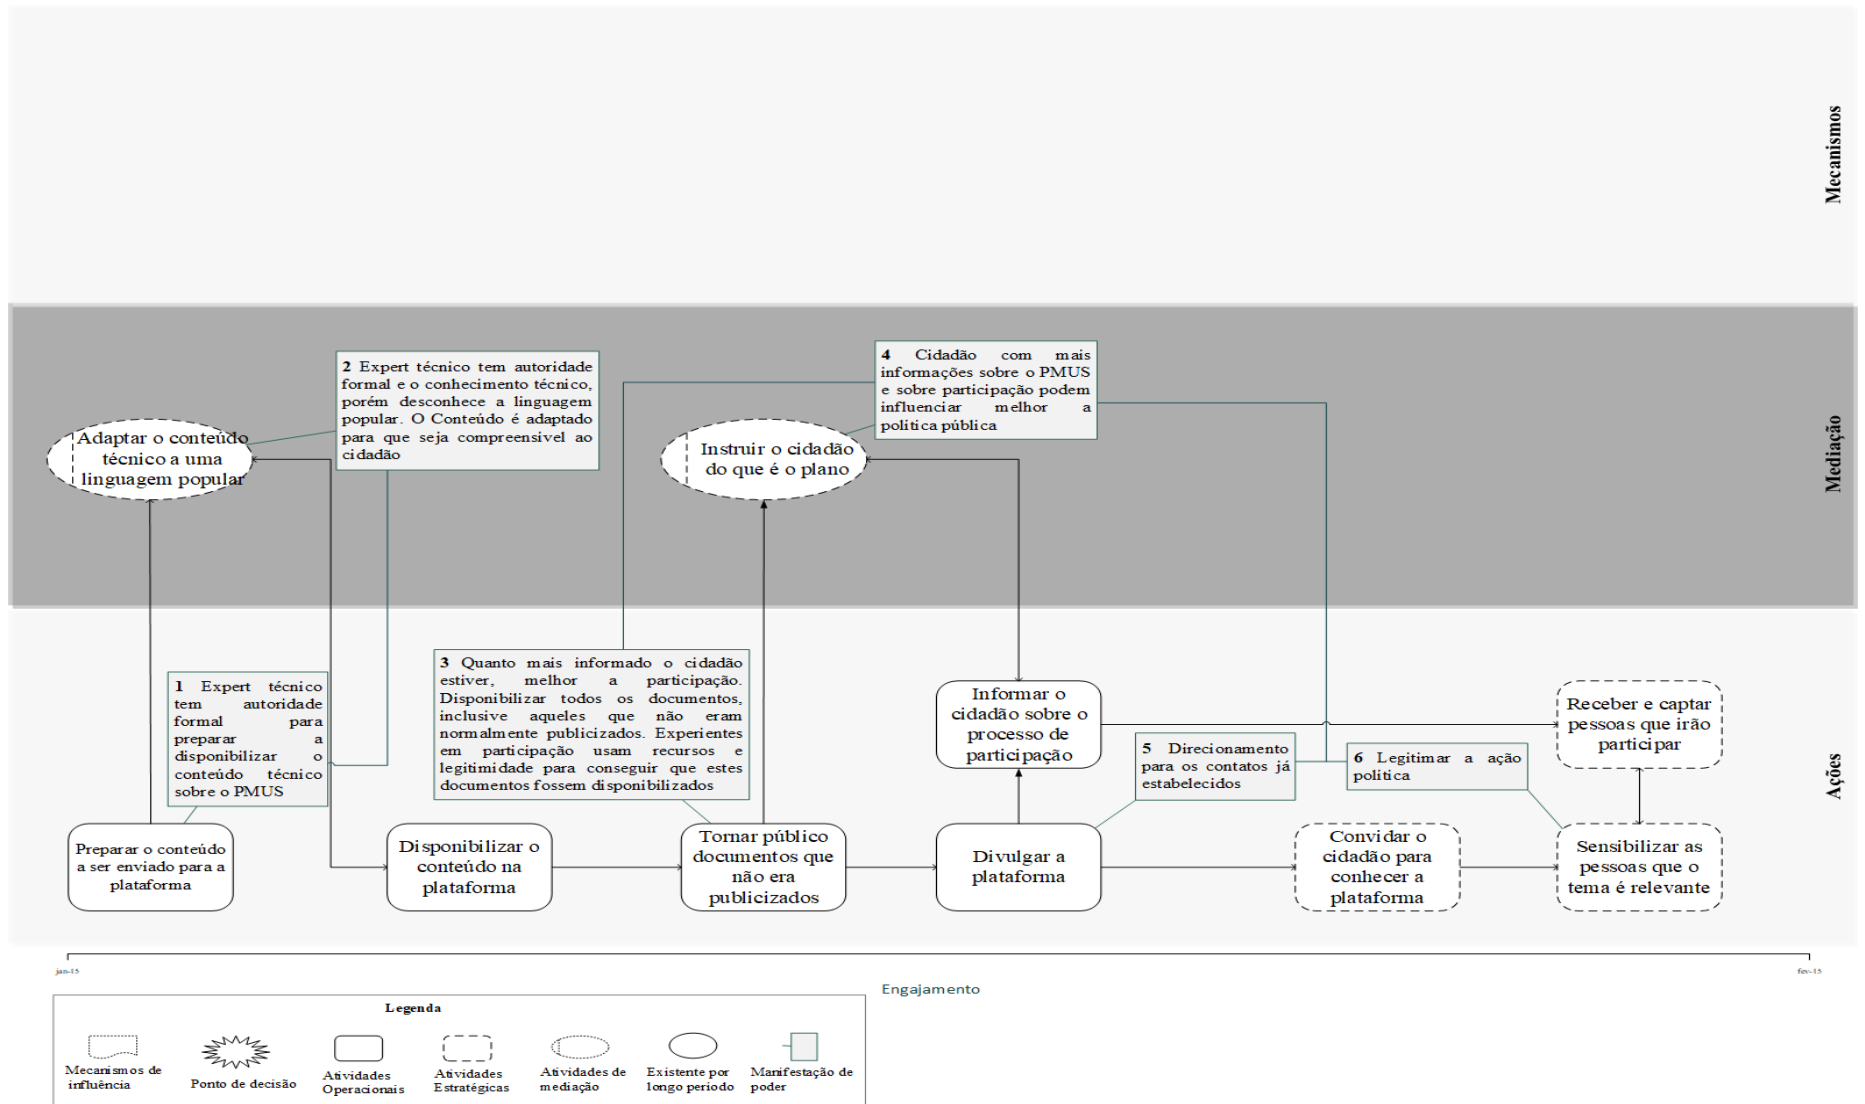 Mecanismos
2 Expert técnico tem autoridade
formal e o conhecimento técnico,
porém desconhece a linguagem
popular. O Conteúdo é adaptado
para que seja compreensivel ao
cidadão
4 Cidadão com mais
informações sobre o PMUS
e sobre participação podem
influenciar melhor a
política pública
Adaptar o conteúdo
técnico a uma
linguagem popular
Instruir o cidadão
do que é o plano
Mediação
1 Expert técnico
tem autoridade
formal para
preparar a
disponibilizar o
conteúdo técnico
sobre o PMUS
3 Quanto mais informado o cidadão
estiver, melhor a participação.
Disponibilizar todos os documentos,
inclusive aqueles que não eram
normalmente publicizados. Experientes
em participação usam recursos e
legitimidade para conseguir que estes
documentos fossem disponibilizados
Informar o
cidadão sobre o
processo de
participação
5 Direcionamento
para os contatos já
estabelecidos
6 Legitimar a ação
política
Receber e captar
pessoas que irão
participar
Ações
Preparar o conteúdo
a ser enviado para a
plataforma
Disponibilizar o
conteúdo na
plataforma
Tornar público
documentos que
não era
publicizados
Divulgar a
plataforma
Convidar o
cidadão para
conhecer a
plataforma
Sensibilizar as
pessoas que o
tema é relevante
jan-15
fev-15
Engajamento
Legenda
Mecanismos de
influência
Ponto de decisão
Atividades
Operacionais
Atividades
Estratégicas
Atividades de
mediação
Existente por
longo periodo
Manifestação de
poder